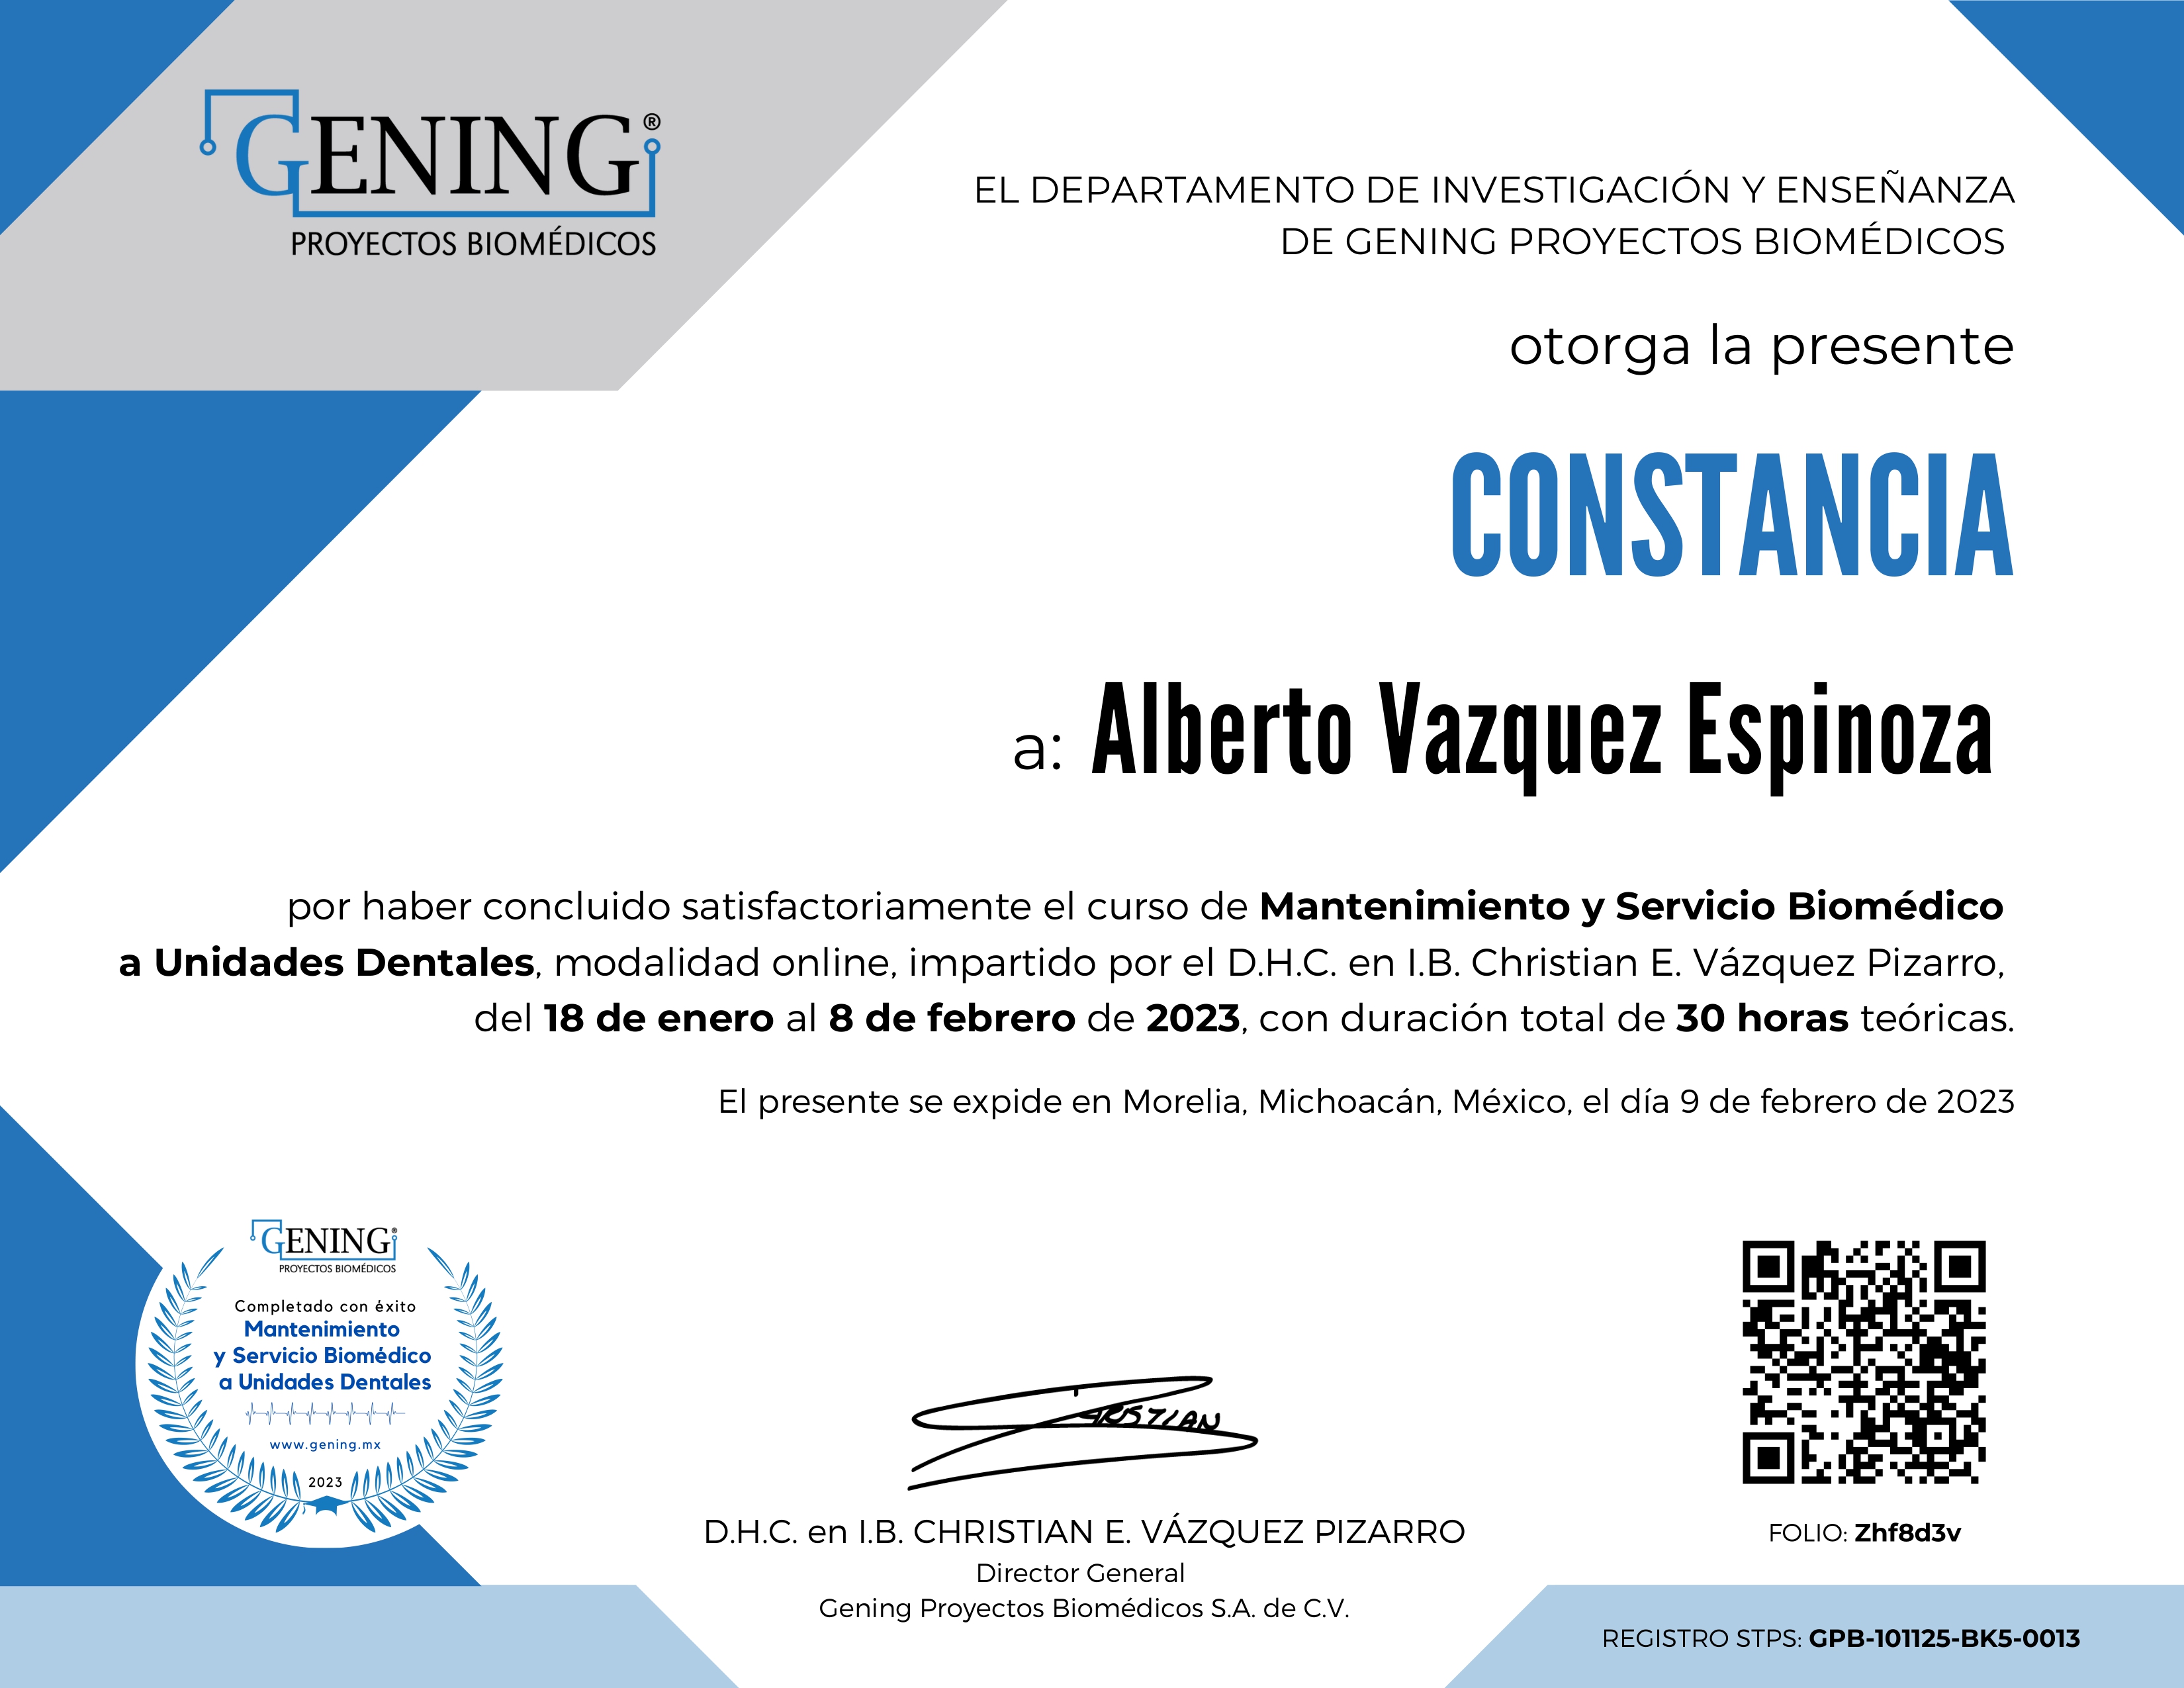 GENING®
PROYECTOS BIOMÉDICOS
EL DEPARTAMENTO DE INVESTIGACIÓN Y ENSEÑANZA
DE GENING PROYECTOS BIOMÉDICOS
otorga la presente
CONSTANCIA
a: Alberto Vazquez Espinoza
por haber concluido satisfactoriamente el curso de Mantenimiento y Servicio Biomédico
a Unidades Dentales, modalidad online, impartido por el D.H.C. en I.B. Christian E. Vázquez Pizarro,
del 18 de enero al 8 de febrero de 2023, con duración total de 30 horas teóricas.
El presente se expide en Morelia, Michoacán, México, el día 9 de febrero de 2023
GENING®
PROYECTOS BIOMÉDICOS
Completado con éxito
Mantenimiento
y Servicio Biomédico
a Unidades Dentales
www.gening.mx
2023
D.H.C. en I.B. CHRISTIAN E. VÁZQUEZ PIZARRO
Director General
Gening Proyectos Biomédicos S.A. de C.V.
FOLIO: Zhf8d3v
REGISTRO STPS: GPB-101125-BK5-0013